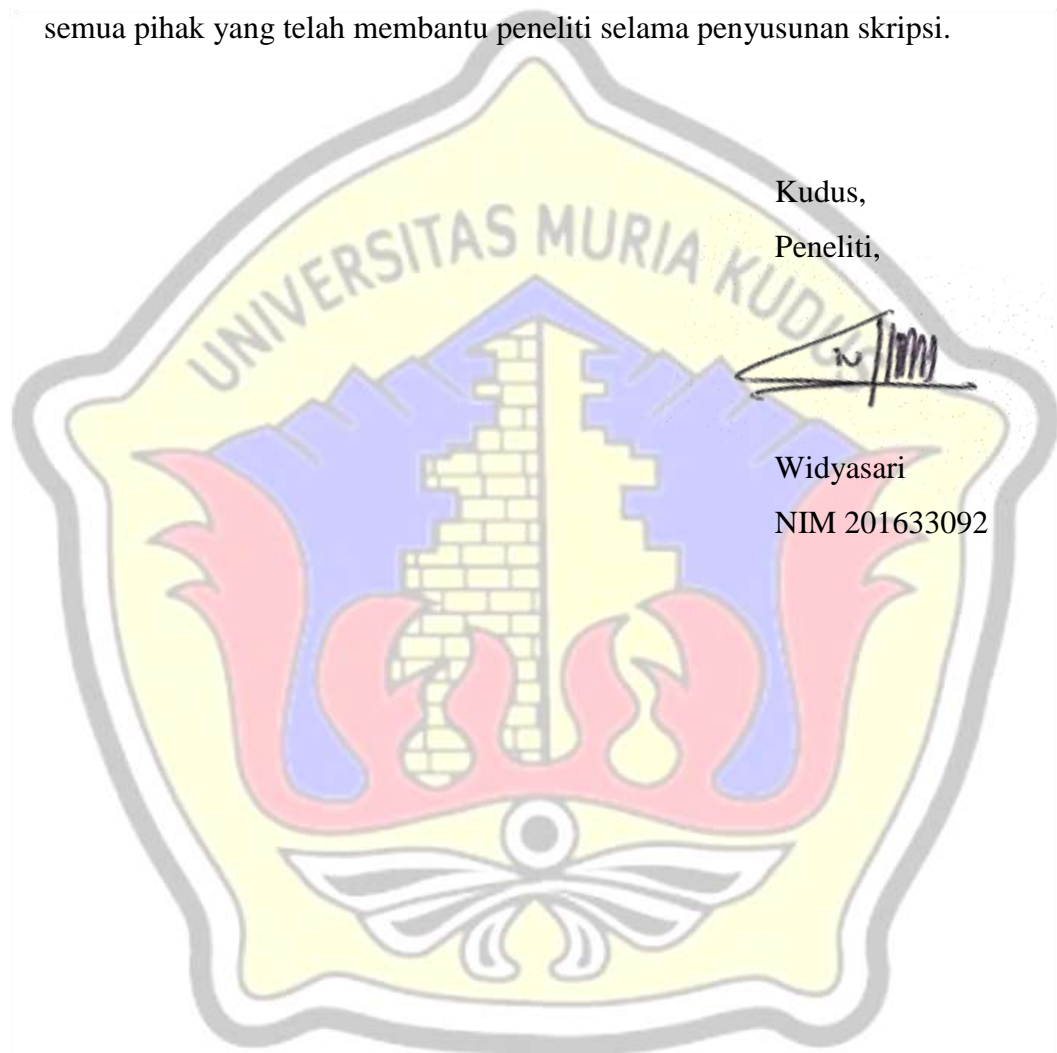 semua pihak yang telah membantu peneliti selama penyusunan skripsi.
UNIVERSITAS MURIA KUDUS
Kudus,
Peneliti,
Widyasari
NIM 201633092